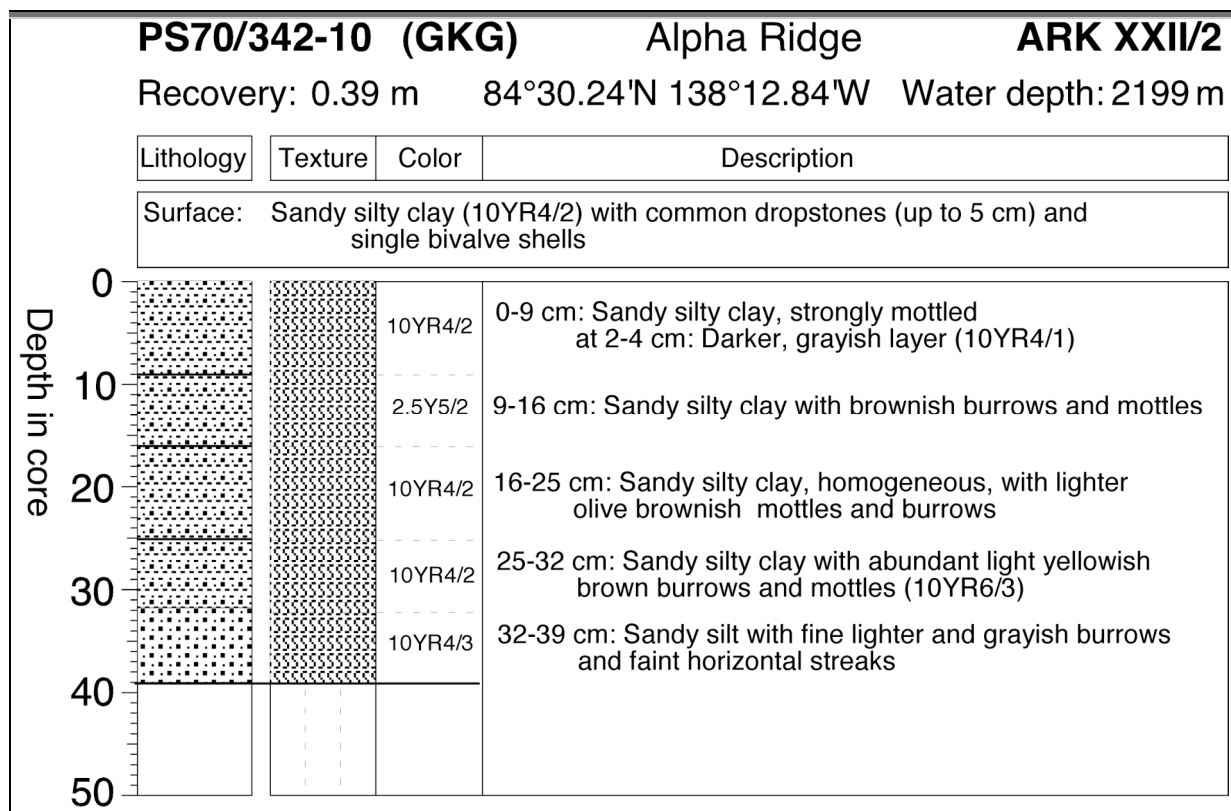 PS70/342-10 (GKG) Alpha Ridge ARK XXII/2
Recovery: 0.39 m 84°30.24'N 138°12.84'W Water depth: 2199 m
Lithology Texture Color Description
Surface: Sandy silty clay (10YR4/2) with common dropstones (up to 5 cm) and
single bivalve shells
Depth in core
0
10
20
30
40
50
10YR4/2
0-9 cm: Sandy silty clay, strongly mottled
at 2-4 cm: Darker, grayish layer (10YR4/1)
2.5Y5/2
9-16 cm: Sandy silty clay with brownish burrows and mottles
10YR4/2
16-25 cm: Sandy silty clay, homogeneous, with lighter
olive brownish mottles and burrows
10YR4/2
25-32 cm: Sandy silty clay with abundant light yellowish
brown burrows and mottles (10YR6/3)
10YR4/3
32-39 cm: Sandy silt with fine lighter and grayish burrows
and faint horizontal streaks